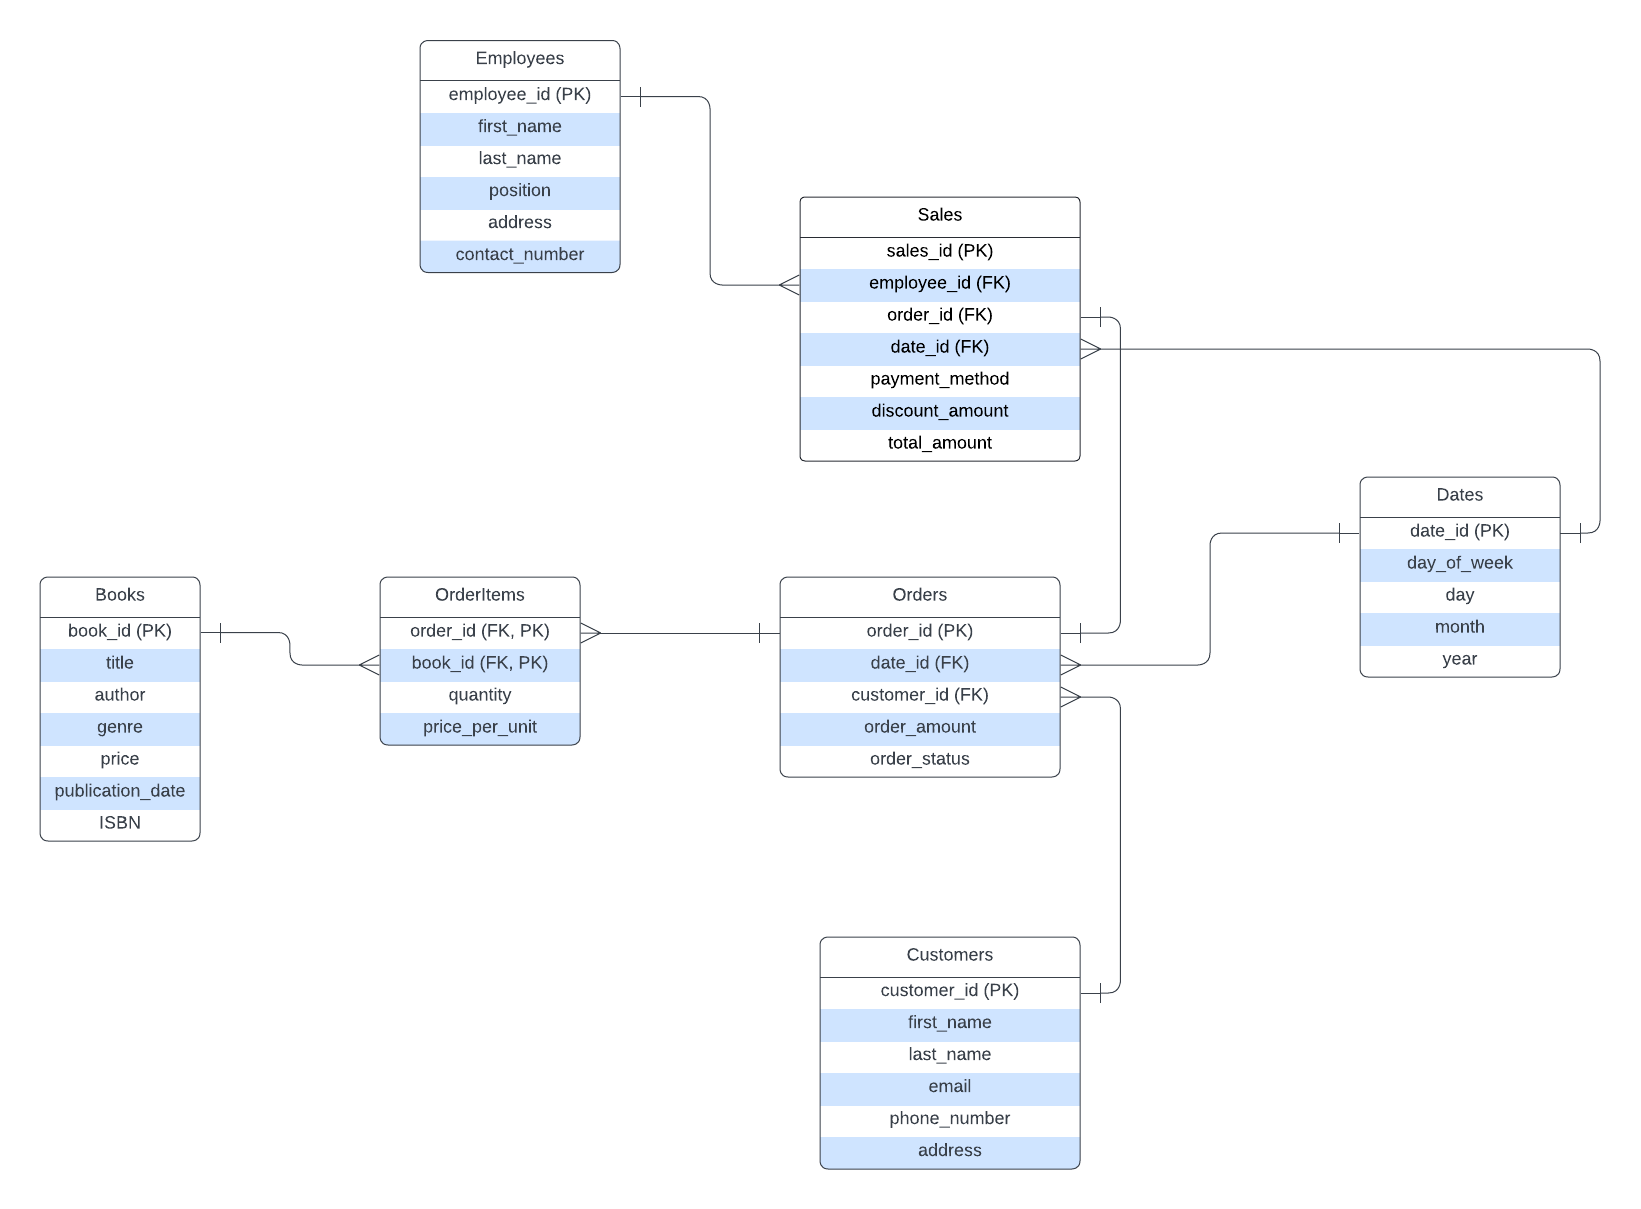 Employees
employee_id (PK)
first_name
last_name
position
address
contact_number
Sales
sales_id (PK)
employee_id (FK)
order_id (FK)
date_id (FK)
payment_method
discount_amount
total_amount
Dates
date_id (PK)
day_of_week
day
month
year
Books
book_id (PK)
title
author
genre
price
publication_date
ISBN
OrderItems
order_id (FK, PK)
book_id (FK, PK)
quantity
price_per_unit
Orders
order_id (PK)
date_id (FK)
customer_id (FK)
order_amount
order_status
Customers
customer_id (PK)
first_name
last_name
email
phone_number
address